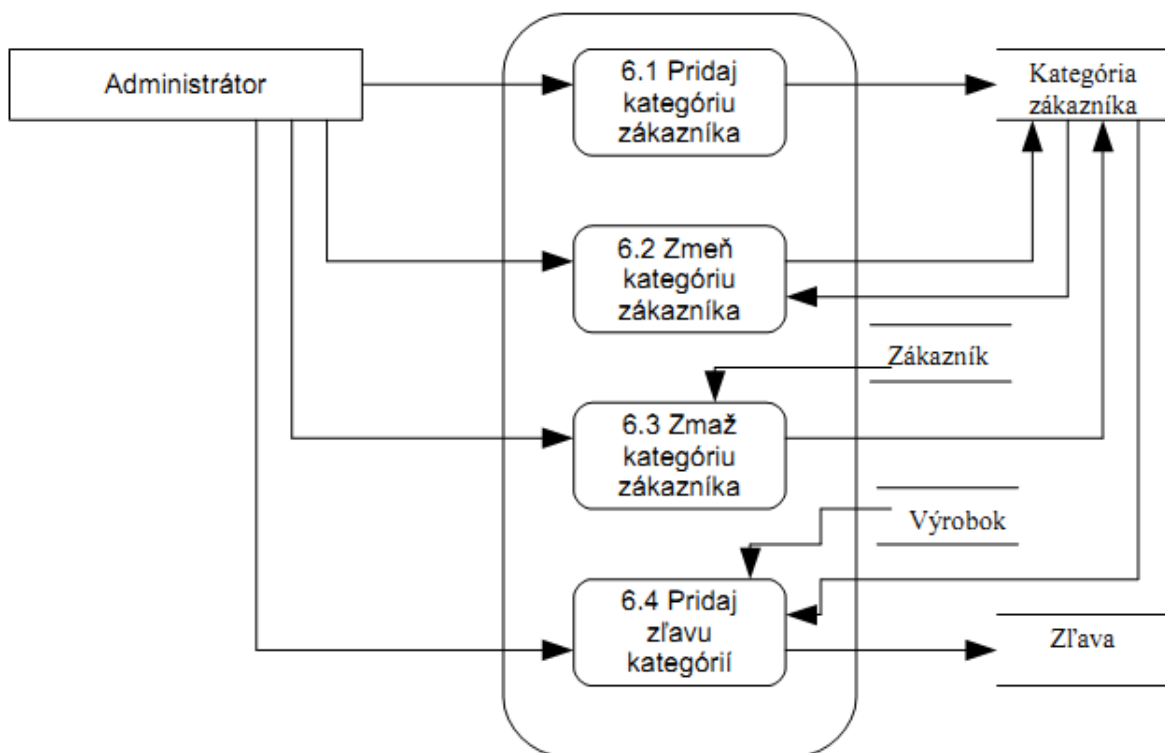 Administrátor
6.1 Pridaj
kategóriu
zákazníka
Kategória
zákazníka
6.2 Zmeň
kategóriu
zákazníka
Zákazník
6.3 Zmaž
kategóriu
zákazníka
Výrobok
6.4 Pridaj
zľavu
kategórií
Zľava